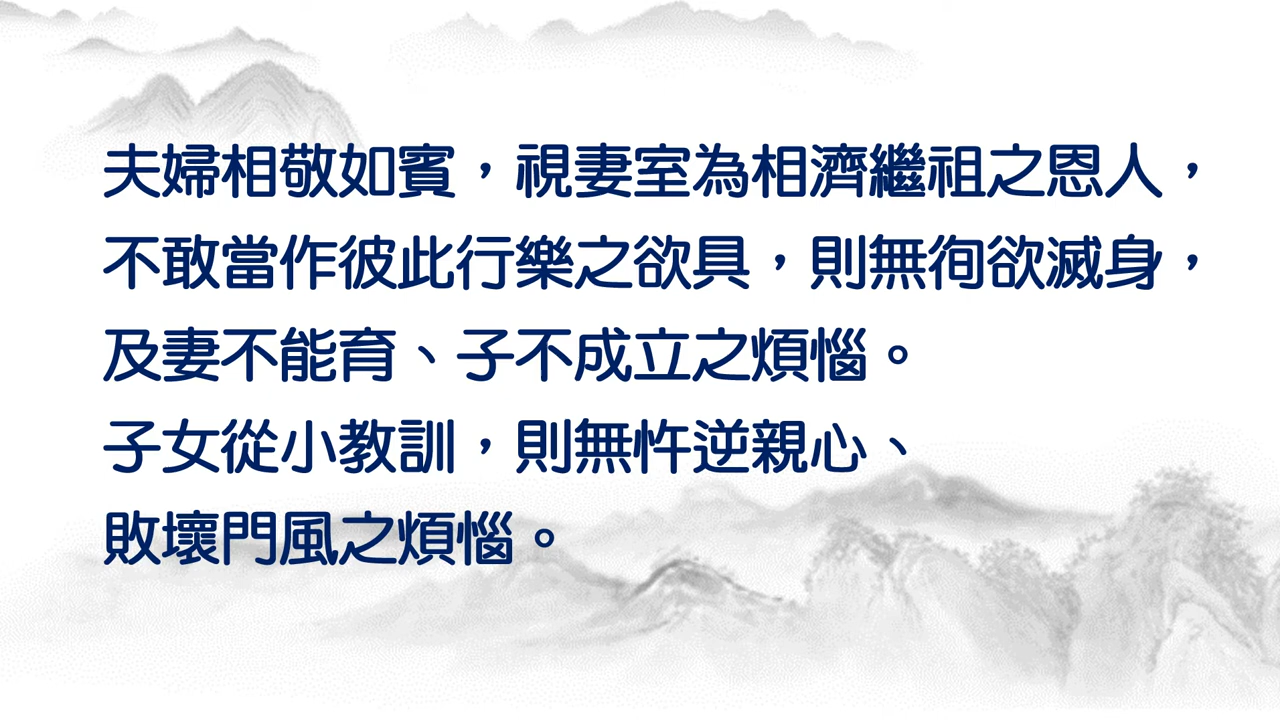 夫婦相敬如賓，視妻室為相濟繼祖之恩人，
不敢當作彼此行樂之欲具，則無徇欲滅身，
及妻不能育、子不成立之煩惱。
子女從小教訓，則無忤逆親心、
敗壞門風之煩惱。